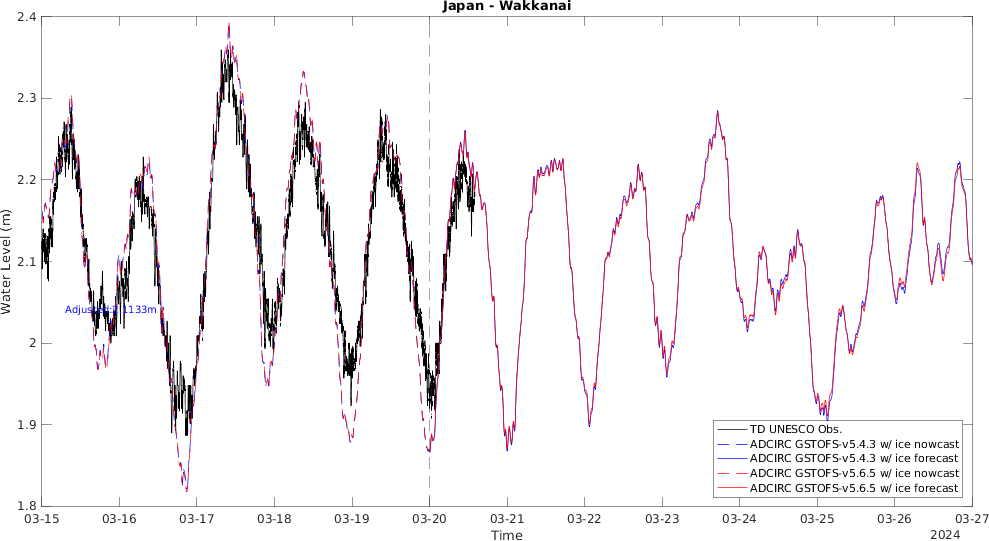 Japan - Wakkanai
2.4
2.3
2.2
2.1
2
1.9
1.8
Water Level (m)
03-15
03-16
03-17
03-18
03-19
03-20
03-21
03-22
03-23
03-24
03-25
03-26
03-27
Time
2024
TD UNESCO Obs.
ADCIRC GSTOFS-v5.4.3 w/ ice nowcast
ADCIRC GSTOFS-v5.4.3 w/ ice forecast
ADCIRC GSTOFS-v5.6.5 w/ ice nowcast
ADCIRC GSTOFS-v5.6.5 w/ ice forecast